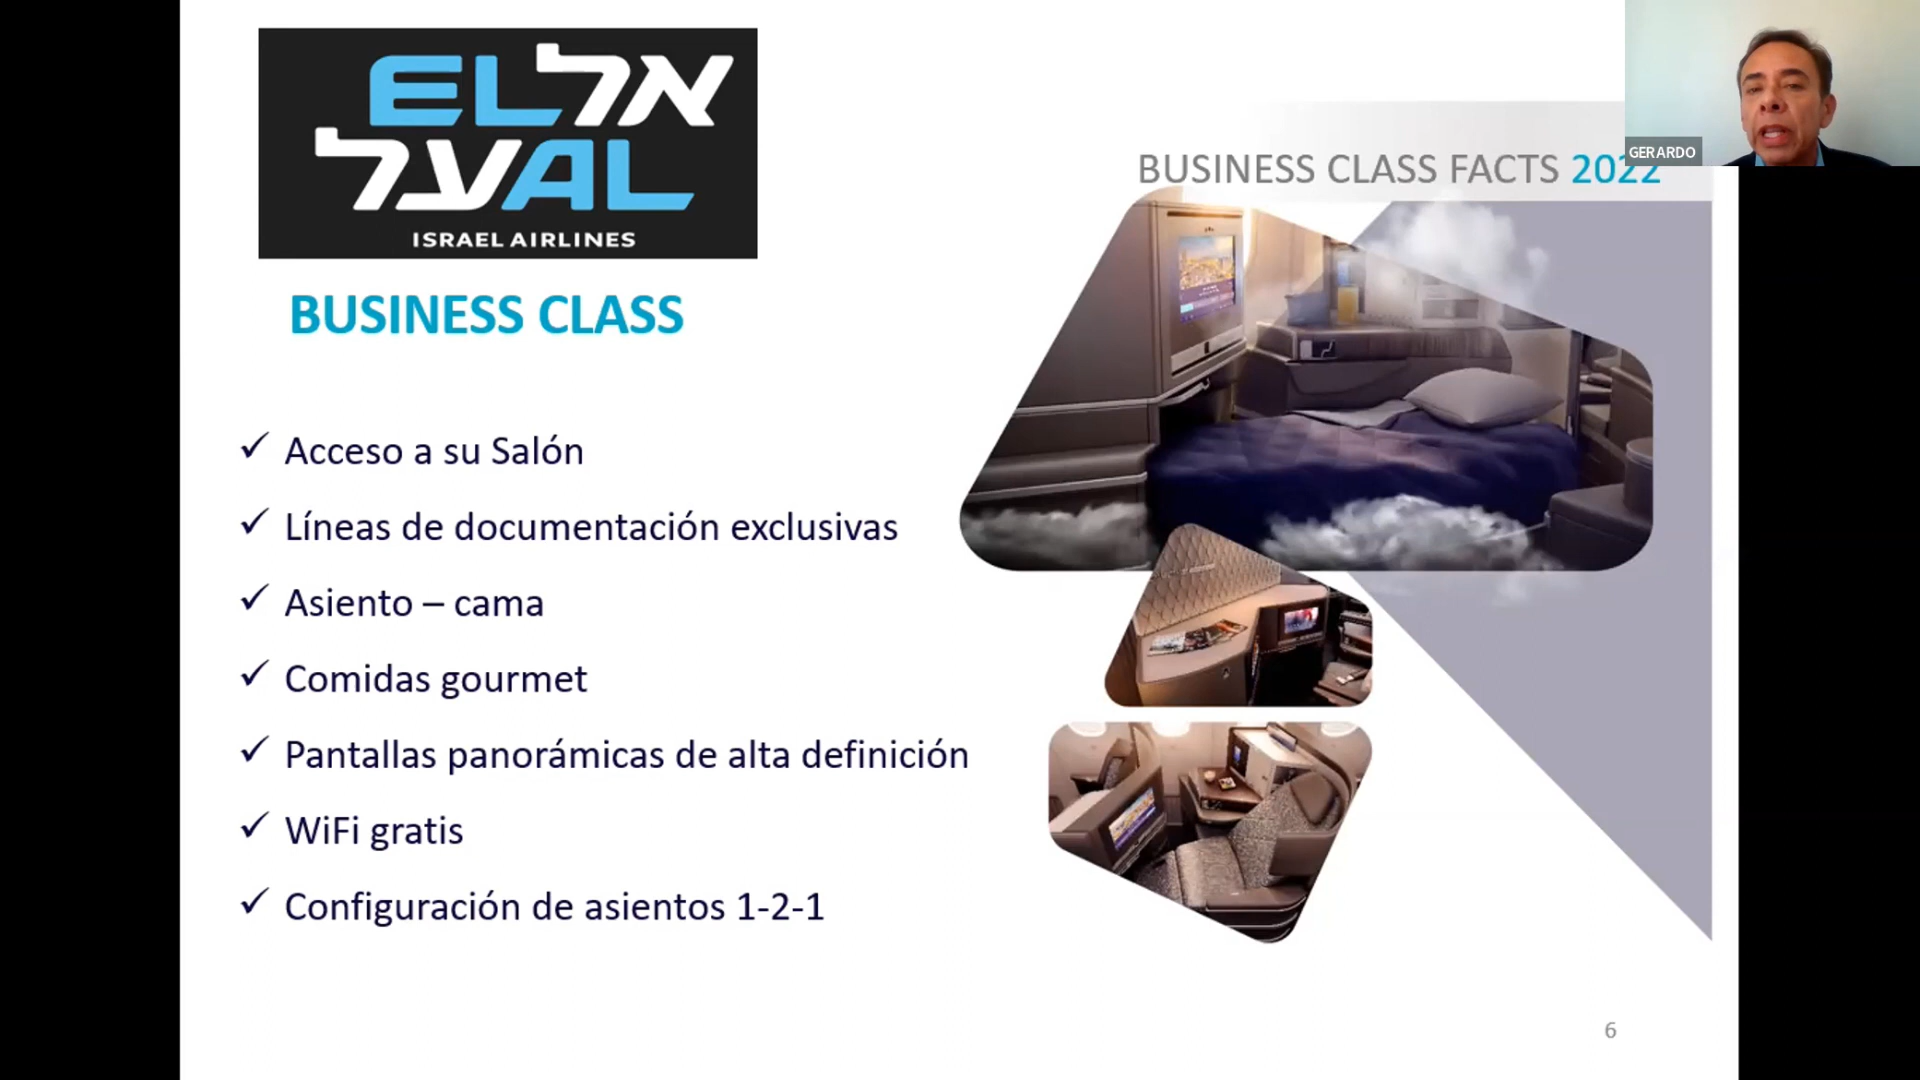 EL אל
על AL
ISRAEL AIRLINES
GERARDO
BUSINESS CLASS FACTS 2022
BUSINESS CLASS
✓ Acceso a su Salón
✓ Líneas de documentación exclusivas
✓ Asiento – cama
✓ Comidas gourmet
✓ Pantallas panorámicas de alta definición
✓ WiFi gratis
✓ Configuración de asientos 1-2-1
6